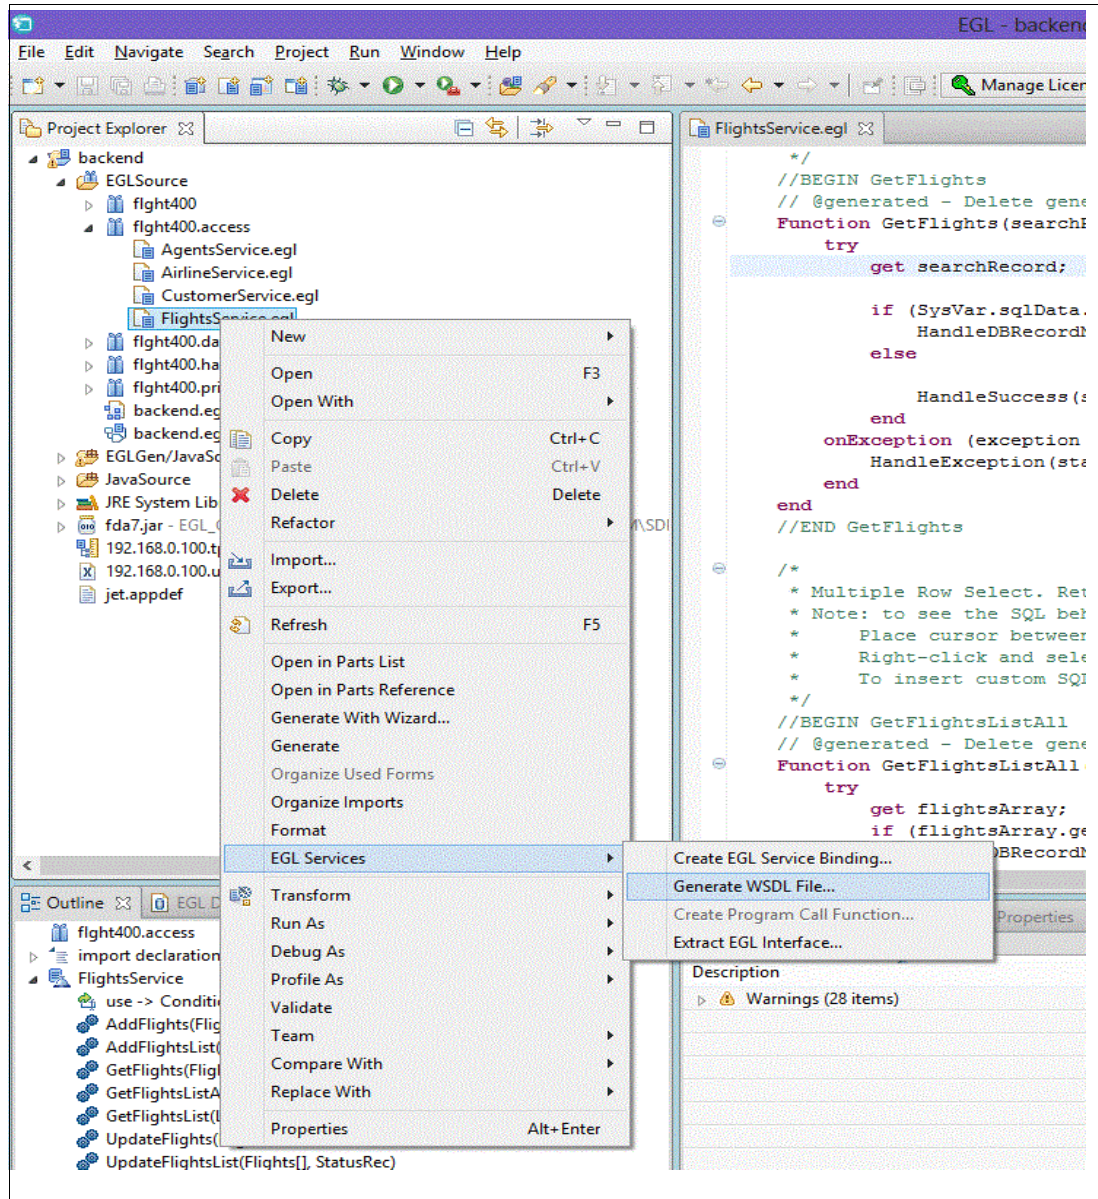 EGL - backend
File Edit Navigate Search Project Run Window Help
Manage Licen
Project Explorer
backend
EGLSource
flght400
flght400.access
AgentsService.egl
AirlineService.egl
CustomerService.egl
FlightsService.egl
flght400.da
flght400.ha
flght400.pri
backend.eg
backend.eg
EGLGen/JavaSo
JavaSource
JRE System Lib
fda7.jar - EGL_ M\SDI
192.168.0.100.t
192.168.0.100.u
jet.appdef
New
Open F3
Open With
Copy Ctrl+C
Paste Ctrl+V
Delete Delete
Refactor
Import...
Export...
Refresh F5
Open in Parts List
Open in Parts Reference
Generate With Wizard...
Generate
Organize Used Forms
Organize Imports
Format
EGL Services
Transform
Run As
Debug As
Profile As
Validate
Team
Compare With
Replace With
Properties Alt+Enter
Create EGL Service Binding...
Generate WSDL File...
Create Program Call Function...
Extract EGL Interface...
FlightsService.egl
*/
//BEGIN GetFlights
// @generated - Delete gene
Function GetFlights(search
try
get searchRecord;
if (SysVar.sqlData.
HandleDBRecordN
else
HandleSuccess(s
end
onException (exception
HandleException(sta
end
end
//END GetFlights
/*
* Multiple Row Select. Ret
* Note: to see the SQL beh
* Place cursor between
* Right-click and sele
* To insert custom SQL
*/
//BEGIN GetFlightsListAll
// @generated - Delete gene
Function GetFlightsListAll
try
get flightsArray;
if (flightsArray.ge
DBRecordN
Properties
Description
Warnings (28 items)
Outline EGL D
flght400.access
import declaration
FlightsService
use -> Conditi
AddFlights(Flig
AddFlightsList(
GetFlights(Fligl
GetFlightsListA
GetFlightsList(
UpdateFlights(
UpdateFlightsList(Flights[], StatusRec)